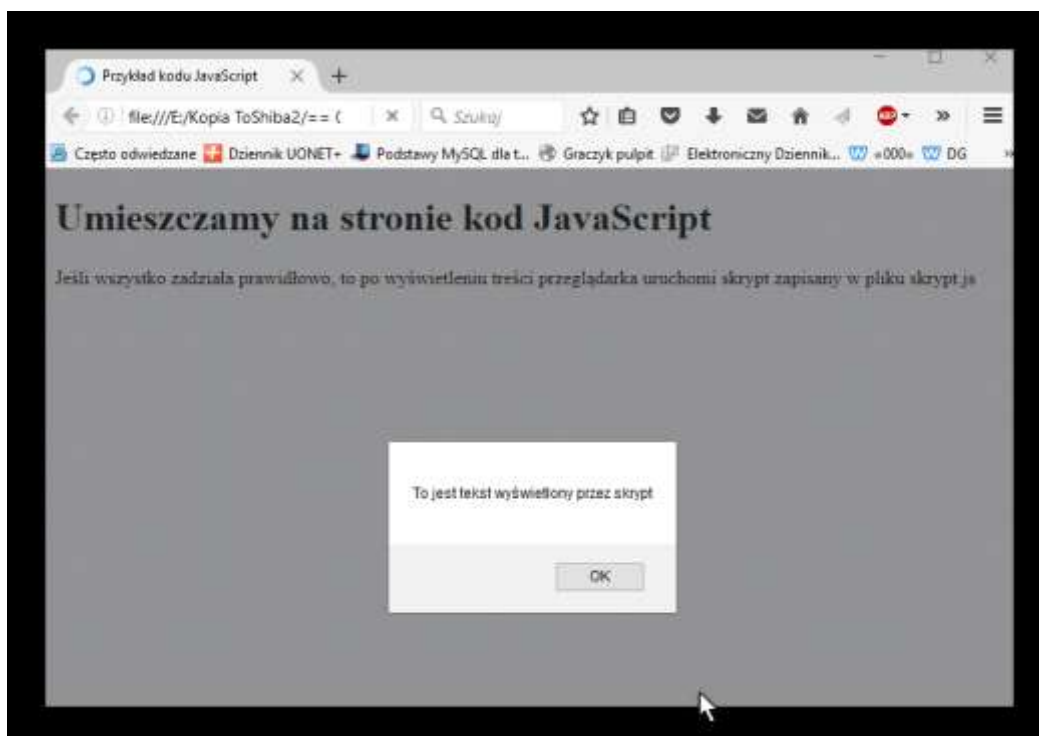 Przykład kodu JavaScript
file:///E:/Kopia ToShiba2/== (
Szukaj
ABP
Często odwiedzane Dziennik UONET+ Podstawy MySQL dla t... Graczyk pulpit Elektroniczny Dziennik... =000= DG
Umieszczamy na stronie kod JavaScript
Jeśli wszystko zadziała prawidłowo, to po wyświetleniu treści przeglądarka uruchomi skrypt zapisany w pliku skrypt.js
To jest tekst wyświetlony przez skrypt
OK